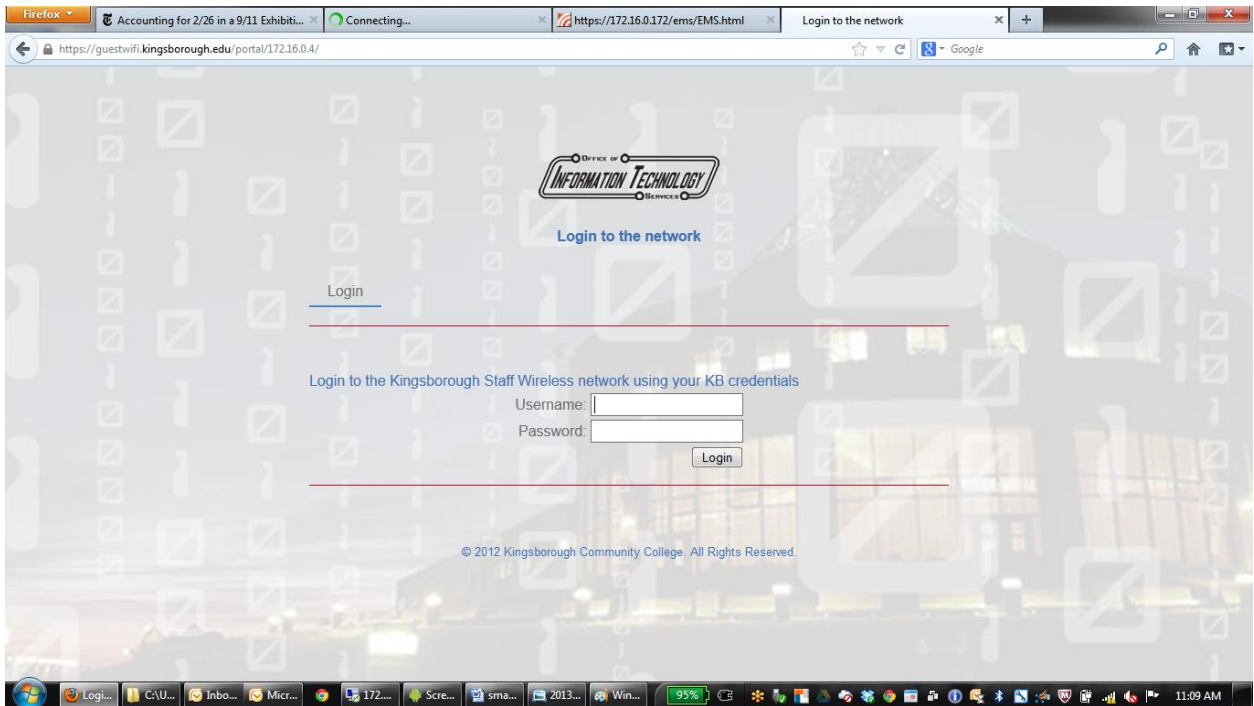 Firefox
Accounting for 2/26 in a 9/11 Exhibiti...
Connecting...
https://172.16.0.172/ems/EMS.html
Login to the network
https://guestwifi.kingsborough.edu/portal/172.16.0.4/
Google
OFFICE OF
INFORMATION TECHNOLOGY
SERVICES
Login to the network
Login
Login to the Kingsborough Staff Wireless network using your KB credentials
Username:
Password:
Login
© 2012 Kingsborough Community College. All Rights Reserved.
Logi... C:\U... Inbo... Micr... 172.... Scre... sma... 2013... Win... 95% 11:09 AM